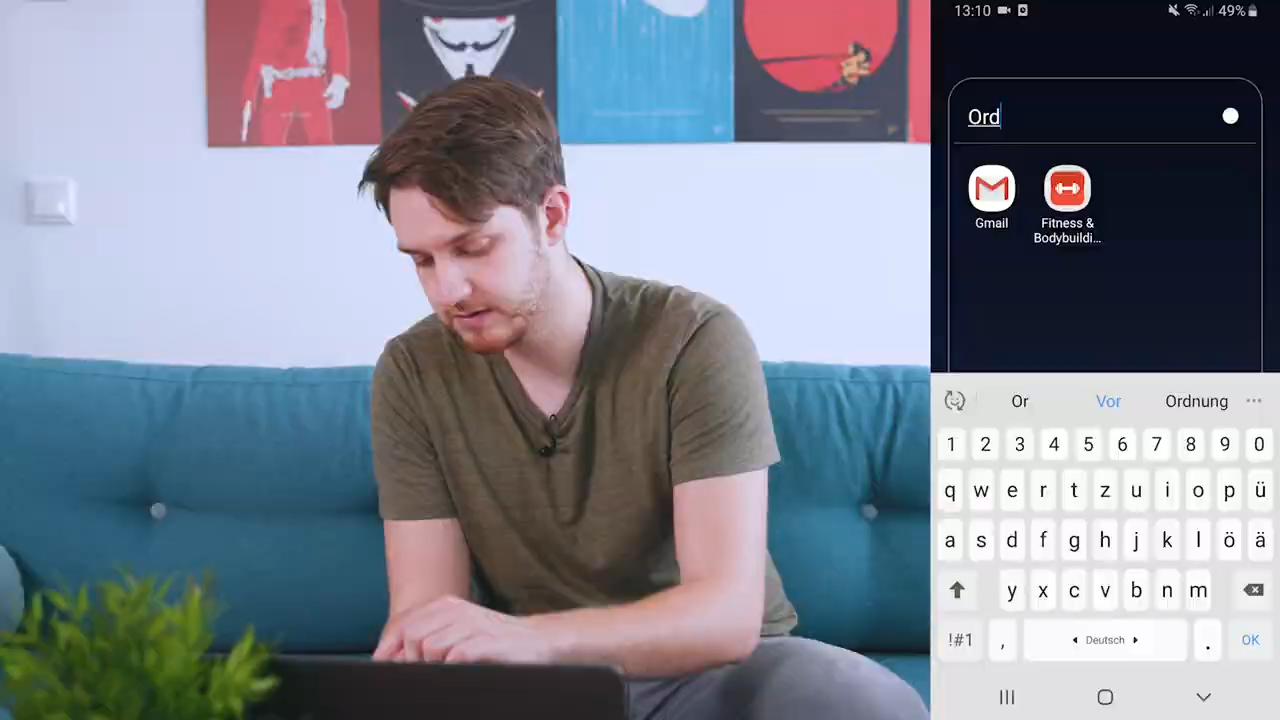 13:10
49%
Ord
Gmail
Fitness &
Bodybuildi...
Or
Vor
Ordnung
1 2 3 4 5 6 7 8 9 0
q w e r t z u i o p ü
a s d f g h j k l ö ä
y x c v b n m
!#1 , Deutsch . OK